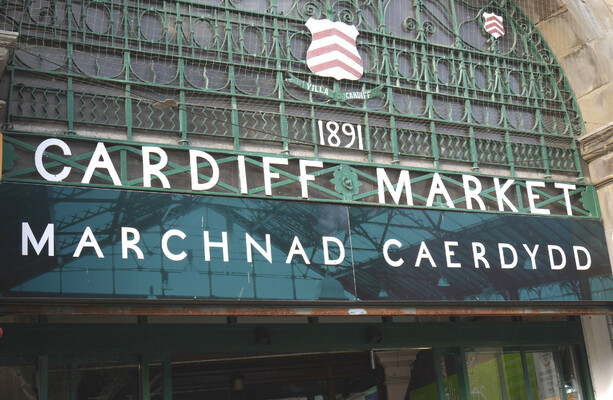 VILLA CARDIFF
1891
CARDIFF MARKET
MARCHNAD CAERDYDD